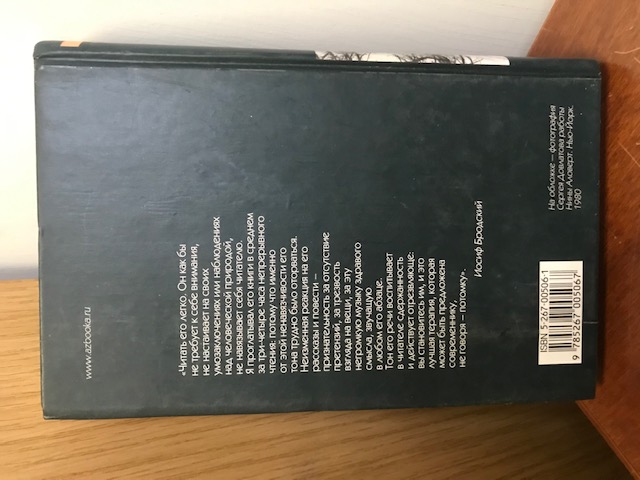 www.azbooka.ru
«Читать его легко. Он как бы
не требует к себе внимания,
не настаивает на своих
умозаключениях или наблюдениях
над человеческой природой,
не навязывает себя читателю.
Я проглатывал его книги в среднем
за три-четыре часа непрерывного
чтения: потому что именно
от этой ненавязчивости его
тона трудно было оторваться.
Неизменная реакция на его
рассказы и повести –
признательность за отсутствие
претензий, за трезвость
взгляда на вещи, за эту
негромкую музыку здравого
смысла, звучащую
в любом его абзаце.
Тон его речи воспитывает
в читателе сдержанность
и действует отрезвляюще:
вы становитесь им, и это
лучшая терапия, которая
может быть предложена
современнику,
не говоря – потомку».
Иосиф Бродский
На обложке – фотография
Сергея Довлатова работы
Нины Аловерт. Нью-Йорк.
1980
ISBN 5-267-00506-1
9 785267 005067